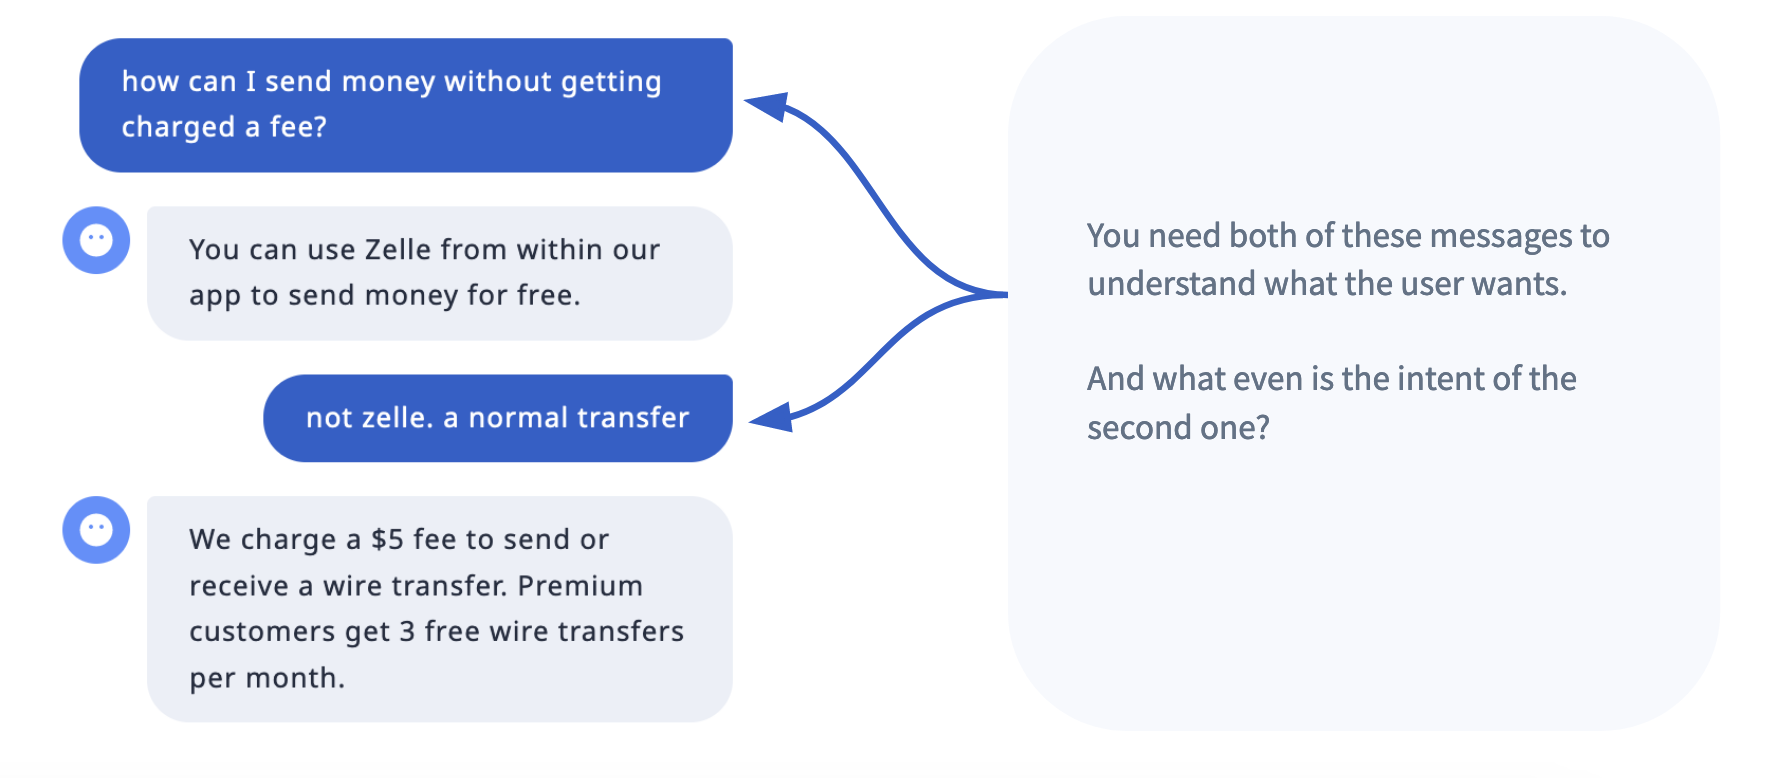 how can I send money without getting
charged a fee?
You can use Zelle from within our
app to send money for free.
not zelle. a normal transfer
We charge a $5 fee to send or
receive a wire transfer. Premium
customers get 3 free wire transfers
per month.
You need both of these messages to
understand what the user wants.
And what even is the intent of the
second one?